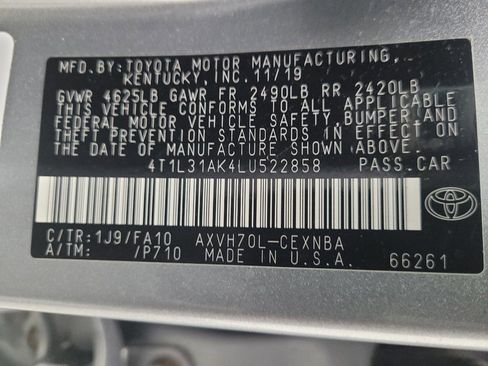 MFD.BY:TOYOTA MOTOR MANUFACTURING,
KENTUCKY,INC.11/19
GVWR 4625LB GAWR FR 2490LB RR 2420LB
THIS VEHICLE CONFORMS TO ALL APPLICABLE
FEDERAL MOTOR VEHICLE SAFETY, BUMPER AND
THEFT PREVENTION STANDARDS IN EFFECT ON
THE DATE OF MANUFACTURE SHOWN ABOVE.
4T1L31AK4LU522858 PASS.CAR
C/TR:1J9/FA10 AXVH70L-CEXNBA
A/TM: /P710 MADE IN U.S.A. 66261